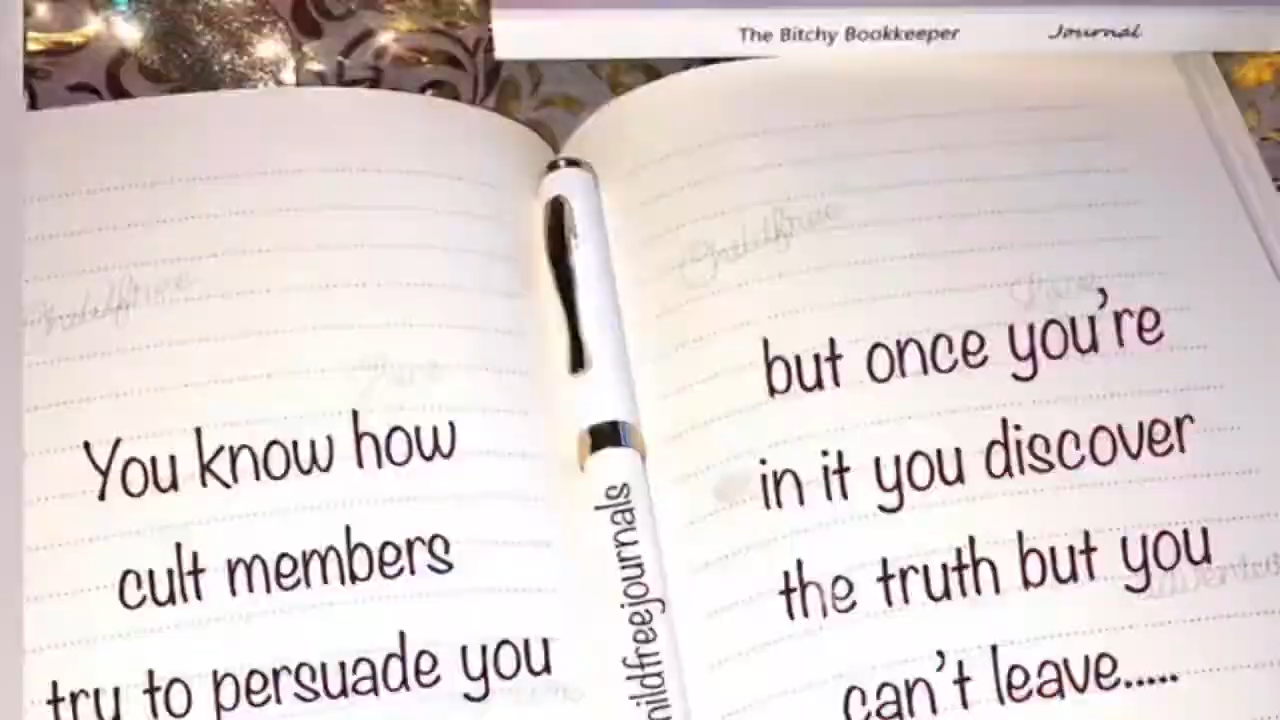 The Bitchy Bookkeeper Journal
You know how
cult members
try to persuade you
hildfreejournals
but once you're
in it you discover
the truth but you
can't leave.....